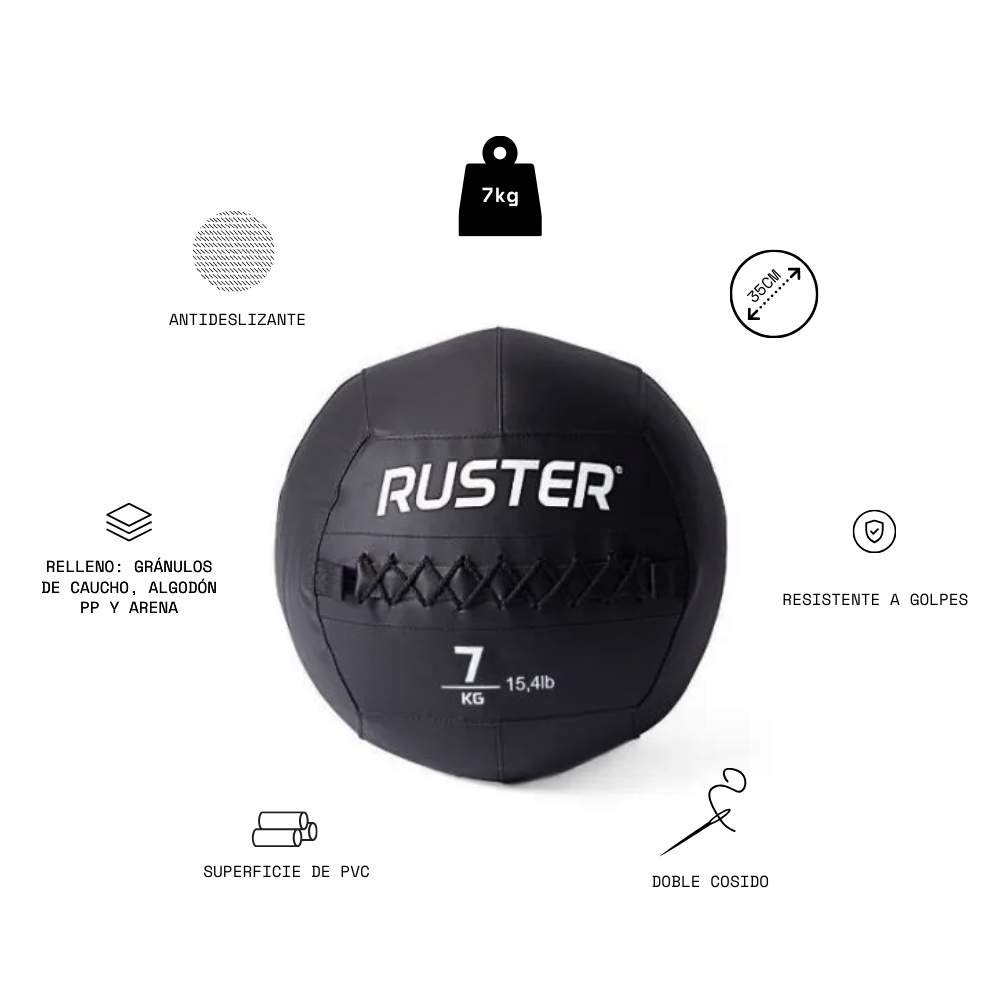 7kg
35CM
ANTIDESLIZANTE
RUSTER®
RELLENO: GRÁNULOS
DE CAUCHO, ALGODÓN
PP Y ARENA
RESISTENTE A GOLPES
7
KG
15,4lb
SUPERFICIE DE PVC
DOBLE COSIDO